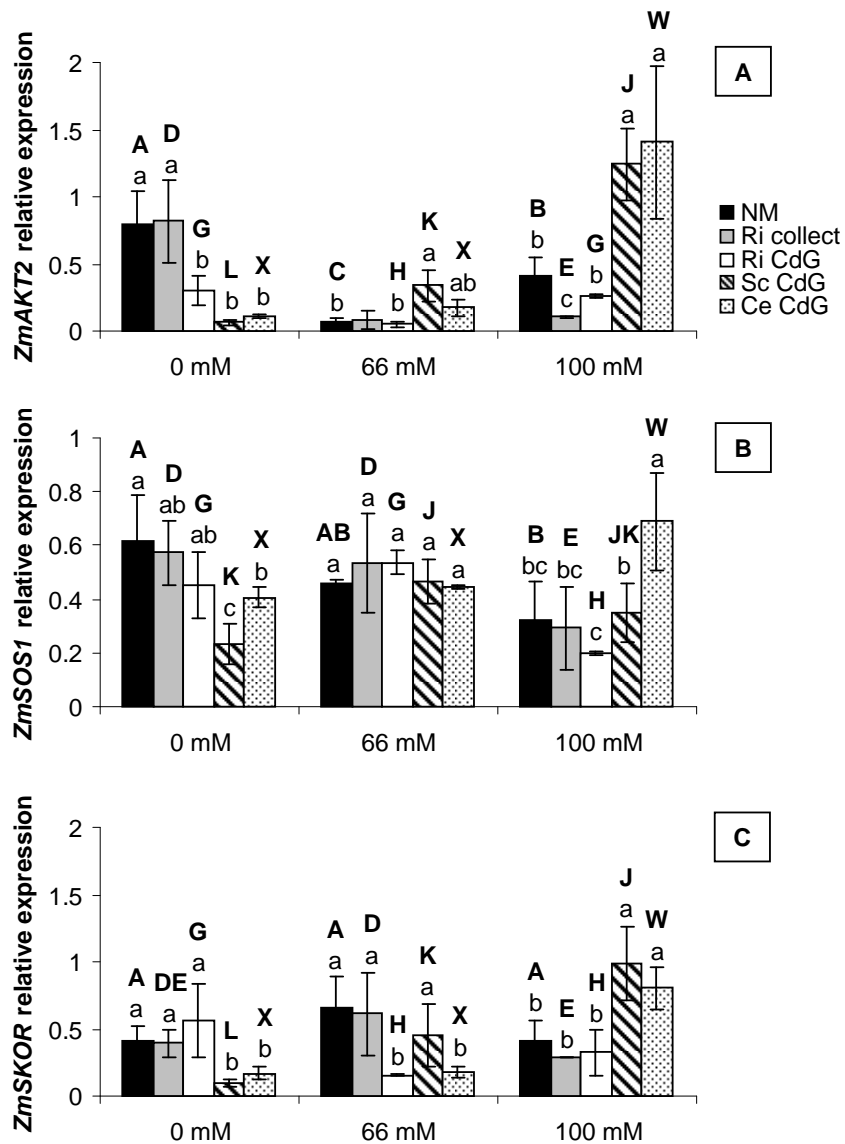 A
ZmAKT2 relative expression
2
1.5
1
0.5
0
A
a
D
a
G
b
L
b
X
b
C
b
H
b
K
a
X
ab
B
b
E
c
G
b
J
a
W
a
0 mM 66 mM 100 mM
NM
Ri collect
Ri CdG
Sc CdG
Ce CdG
B
ZmSOS1 relative expression
1
0.8
0.6
0.4
0.2
0
A
a
D
ab
G
ab
K
c
X
b
AB
a
D
a
G
a
J
a
X
a
B
bc
E
bc
H
c
JK
b
W
a
0 mM 66 mM 100 mM
C
ZmSKOR relative expression
2
1.5
1
0.5
0
A
a
DE
a
G
a
L
b
X
b
A
a
D
a
H
b
K
a
X
b
A
b
E
b
H
b
J
a
W
a
0 mM 66 mM 100 mM